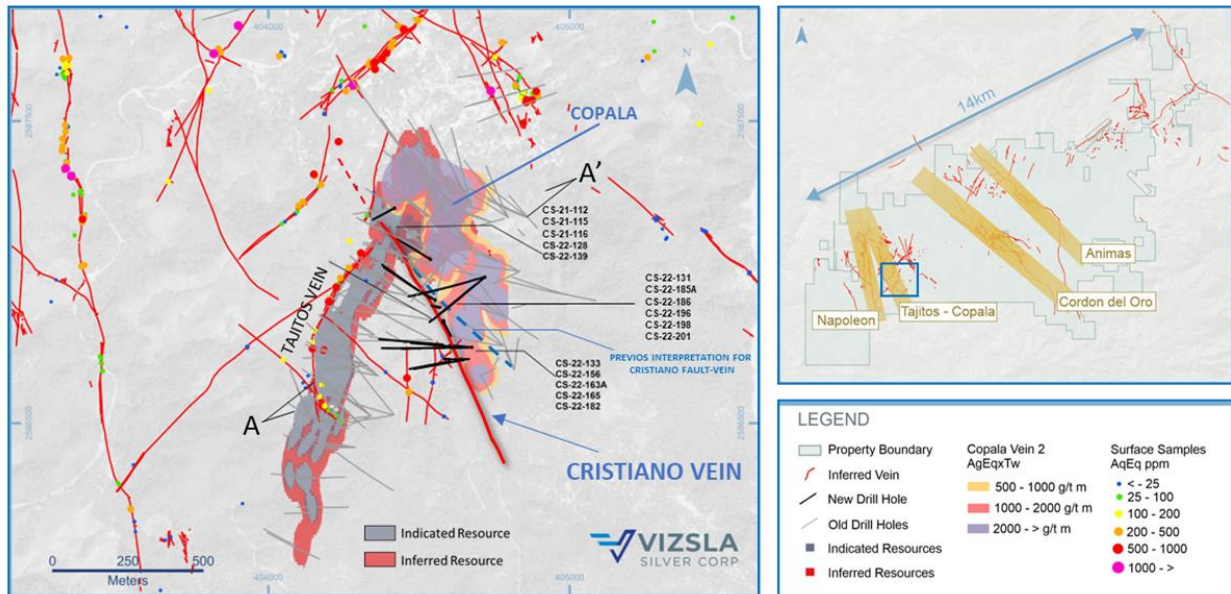 404000
405000
N
2587500
2587500
COPALA
A'
CS-21-112
CS-21-115
CS-21-116
CS-22-128
CS-22-139
TAJITOS VEIN
CS-22-131
CS-22-185A
CS-22-186
CS-22-196
CS-22-198
CS-22-201
PREVIOS INTERPRETATION FOR
CRISTIANO FAULT-VEIN
CS-22-133
CS-22-156
CS-22-163A
CS-22-165
CS-22-182
A
2586500
2586500
CRISTIANO VEIN
Indicated Resource
Inferred Resource
VIZSLA
SILVER CORP
0 250 500
Meters
404000
405000
N
14km
Animas
Cordon del Oro
Tajitos - Copala
Napoleon
LEGEND
Property Boundary
Inferred Vein
New Drill Hole
Old Drill Holes
Indicated Resources
Inferred Resources
Copala Vein 2
AgEqxTw
500 - 1000 g/t m
1000 - 2000 g/t m
2000 - > g/t m
Surface Samples
AqEq ppm
< - 25
25 - 100
100 - 200
200 - 500
500 - 1000
1000 - >